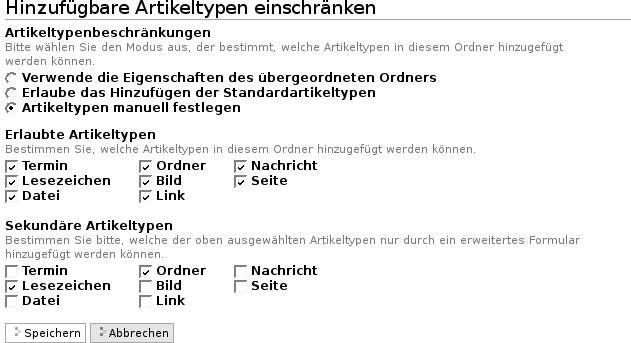 Hinzufügbare Artikeltypen einschränken
Artikeltypenbeschränkungen
Bitte wählen Sie den Modus aus, der bestimmt, welche Artikeltypen in diesem Ordner hinzugefügt
werden können.
Verwende die Eigenschaften des übergeordneten Ordners
Erlaube das Hinzufügen der Standardartikeltypen
Artikeltypen manuell festlegen
Erlaubte Artikeltypen
Bestimmen Sie, welche Artikeltypen in diesem Ordner hinzugefügt werden können.
Termin Ordner Nachricht
Lesezeichen Bild Seite
Datei Link
Sekundäre Artikeltypen
Bestimmen Sie bitte, welche der oben ausgewählten Artikeltypen nur durch ein erweitertes Formular
hinzugefügt werden können.
Termin Ordner Nachricht
Lesezeichen Bild Seite
Datei Link
Speichern Abbrechen